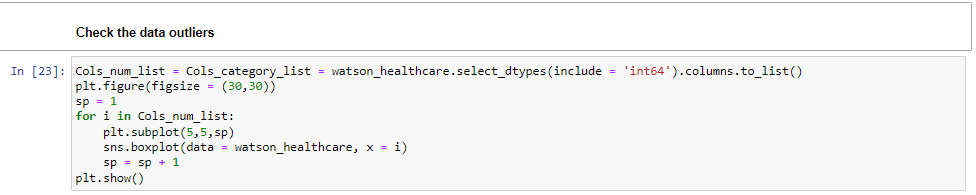 Check the data outliers
In [23]: Cols_num_list = Cols_category_list = watson_healthcare.select_dtypes(include = 'int64').columns.to_list()
plt.figure(figsize = (30,30))
sp = 1
for i in Cols_num_list:
    plt.subplot(5,5,sp)
    sns.boxplot(data = watson_healthcare, x = i)
    sp = sp + 1
plt.show()